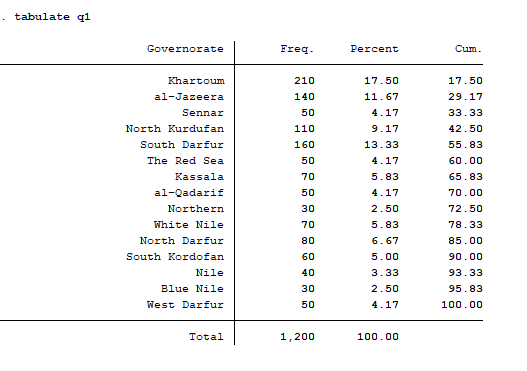 . tabulate q1
Governorate Freq. Percent Cum.
Khartoum 210 17.50 17.50
al-Jazeera 140 11.67 29.17
Sennar 50 4.17 33.33
North Kurdufan 110 9.17 42.50
South Darfur 160 13.33 55.83
The Red Sea 50 4.17 60.00
Kassala 70 5.83 65.83
al-Qadarif 50 4.17 70.00
Northern 30 2.50 72.50
White Nile 70 5.83 78.33
North Darfur 80 6.67 85.00
South Kordofan 60 5.00 90.00
Nile 40 3.33 93.33
Blue Nile 30 2.50 95.83
West Darfur 50 4.17 100.00
Total 1,200 100.00